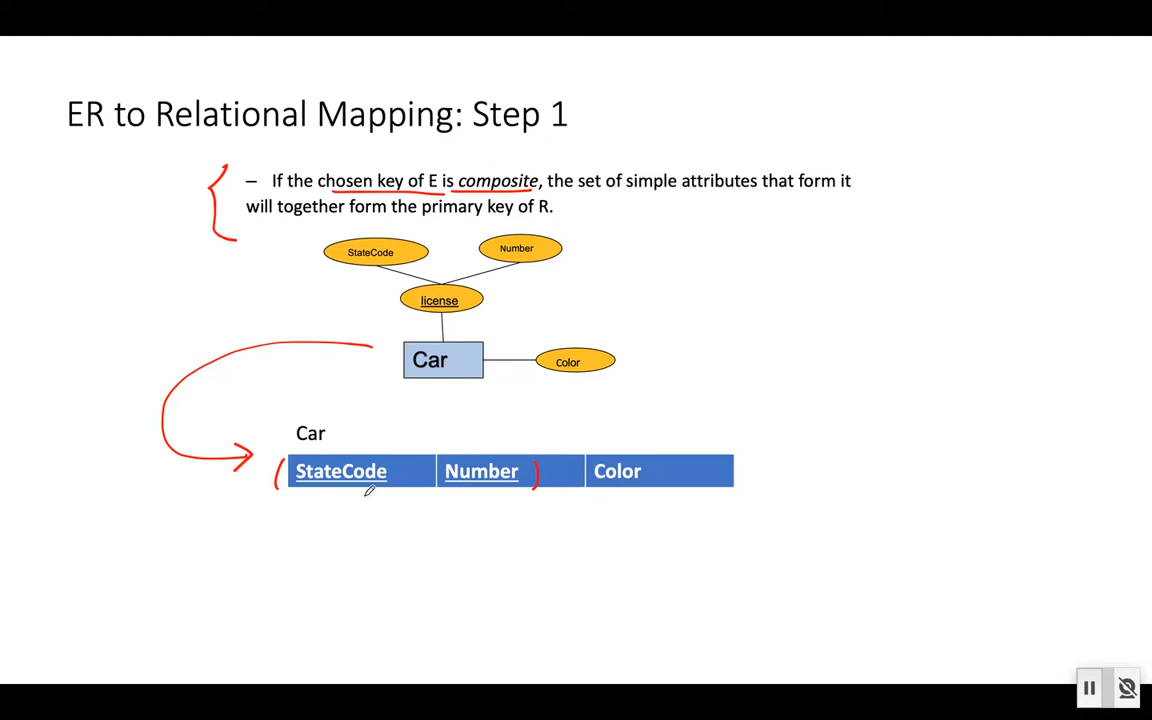 ER to Relational Mapping: Step 1
– If the chosen key of E is composite, the set of simple attributes that form it
will together form the primary key of R.
StateCode
Number
license
Car
Color
Car
StateCode Number Color